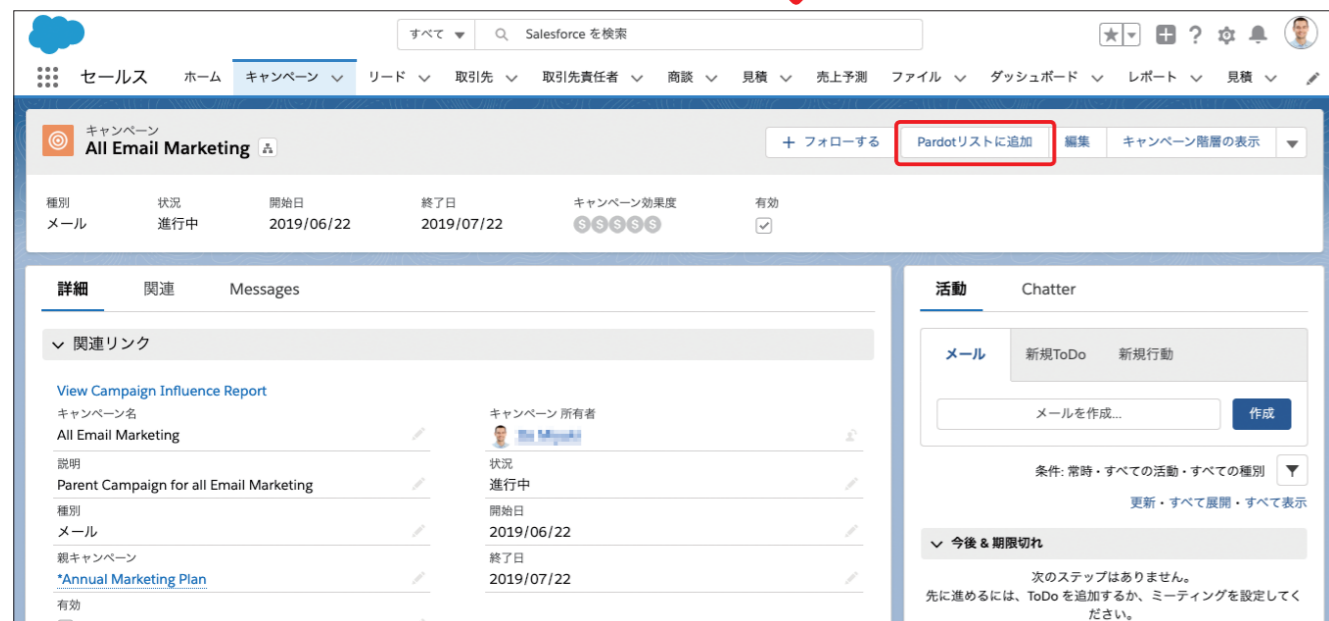 すべて
Salesforce を検索
セールス ホーム キャンペーン リード 取引先 取引先責任者 商談 見積 売上予測 ファイル ダッシュボード レポート 見積
キャンペーン
All Email Marketing
+ フォローする Pardotリストに追加 編集 キャンペーン階層の表示
種別 状況 開始日 終了日 キャンペーン効果度 有効
メール 進行中 2019/06/22 2019/07/22 SSSSS
詳細 関連 Messages
関連リンク
View Campaign Influence Report
キャンペーン名
All Email Marketing
キャンペーン 所有者
説明
Parent Campaign for all Email Marketing
状況
進行中
種別
メール
開始日
2019/06/22
親キャンペーン
*Annual Marketing Plan
終了日
2019/07/22
有効
活動 Chatter
メール 新規ToDo 新規行動
メールを作成... 作成
条件: 常時・すべての活動・すべての種別
更新・すべて展開・すべて表示
今後 & 期限切れ
次のステップはありません。
先に進めるには、ToDo を追加するか、ミーティングを設定してく
ださい。